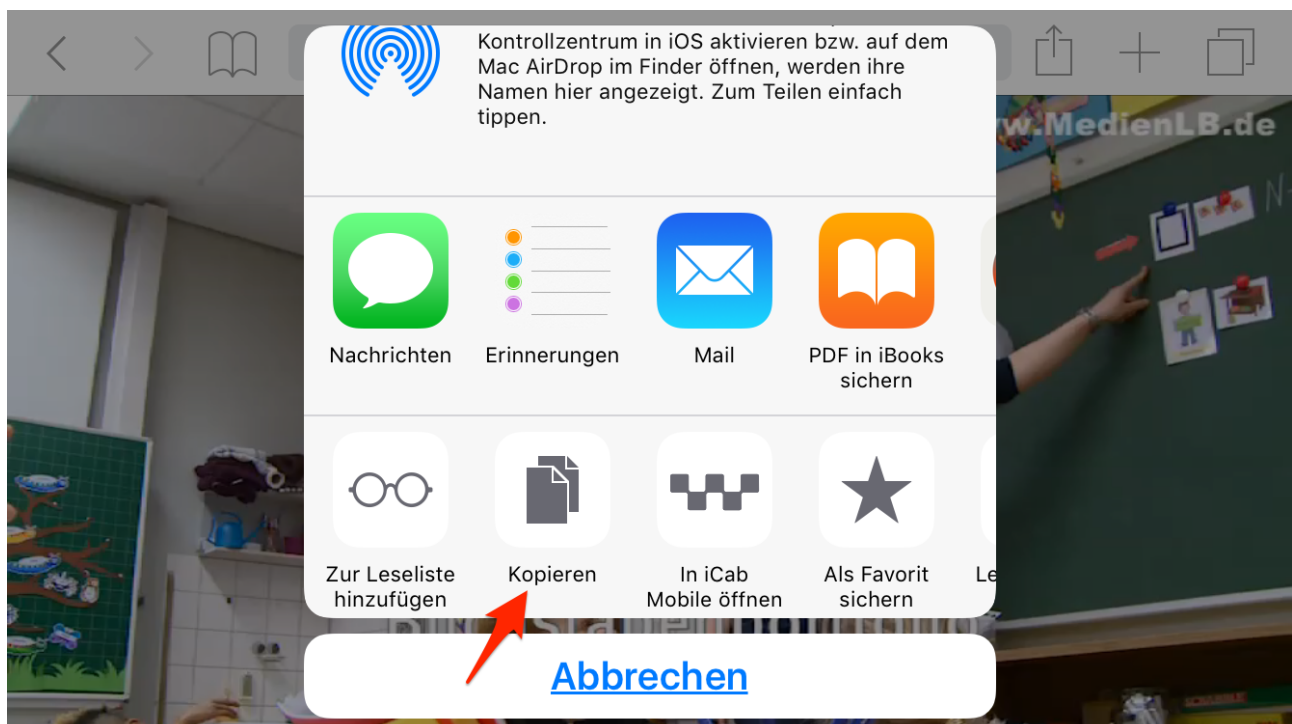 Kontrollzentrum in iOS aktivieren bzw. auf dem
Mac AirDrop im Finder öffnen, werden ihre
Namen hier angezeigt. Zum Teilen einfach
tippen.
w.MedienLB.de
N
Nachrichten
Erinnerungen
Mail
PDF in iBooks
sichern
Zur Leseliste
hinzufügen
Kopieren
In iCab
Mobile öffnen
Als Favorit
sichern
Le
Abbrechen